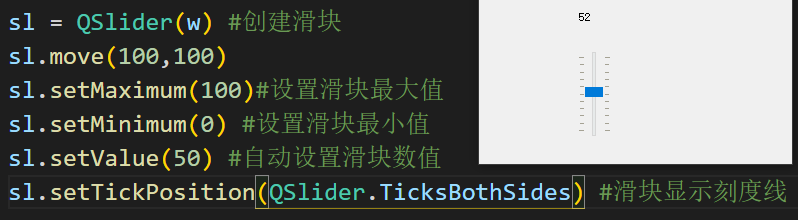 sl = QSlider(w) #创建滑块
sl.move(100,100)
sl.setMaximum(100)#设置滑块最大值
sl.setMinimum(0) #设置滑块最小值
sl.setValue(50) #自动设置滑块数值
sl.setTickPosition(QSlider.TicksBothSides) #滑块显示刻度线
52